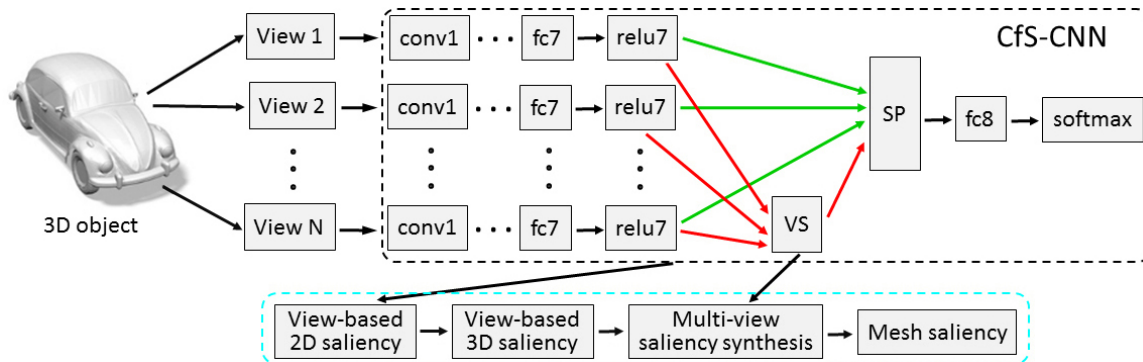 View 1
conv1 ... fc7
relu7
CfS-CNN
View 2
conv1 ... fc7
relu7
SP
fc8
softmax
3D object
View N
conv1 ... fc7
relu7
VS
View-based
2D saliency
View-based
3D saliency
Multi-view
saliency synthesis
Mesh saliency